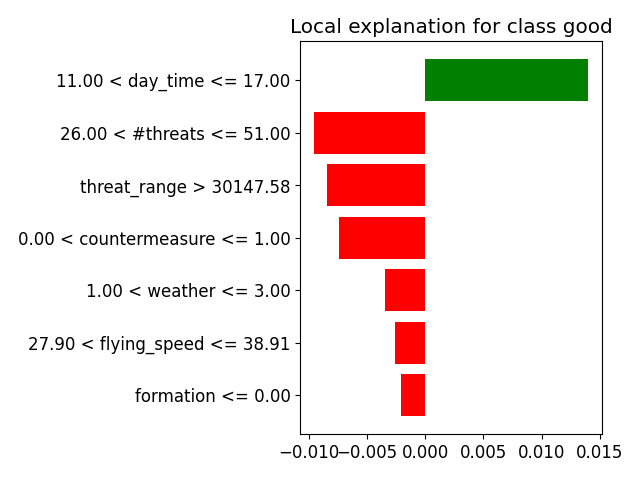 Local explanation for class good
11.00 < day_time <= 17.00
26.00 < #threats <= 51.00
threat_range > 30147.58
0.00 < countermeasure <= 1.00
1.00 < weather <= 3.00
27.90 < flying_speed <= 38.91
formation <= 0.00
−0.010 −0.005 0.000 0.005 0.010 0.015